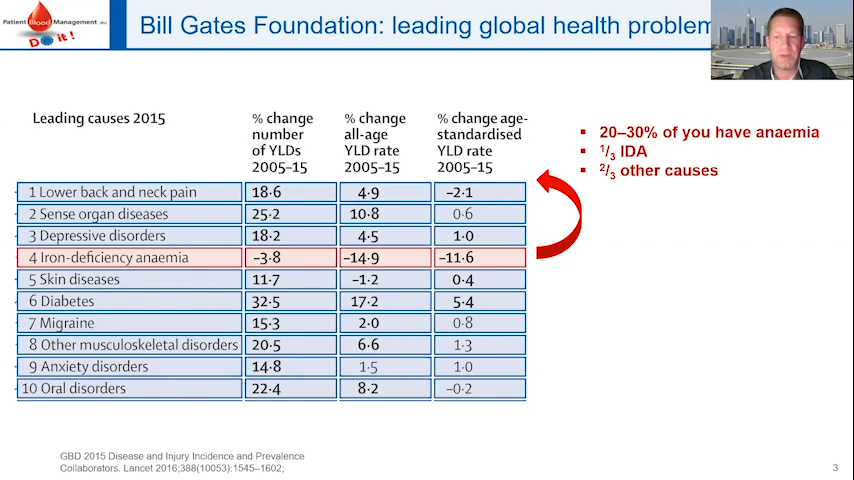 Patient Blood Management.eu
Do it!
Bill Gates Foundation: leading global health problem
Leading causes 2015
% change number of YLDs 2005–15
% change all-age YLD rate 2005–15
% change age-standardised YLD rate 2005–15
1 Lower back and neck pain 18·6 4·9 –2·1
2 Sense organ diseases 25·2 10·8 0·6
3 Depressive disorders 18·2 4·5 1·0
4 Iron-deficiency anaemia –3·8 –14·9 –11·6
5 Skin diseases 11·7 –1·2 0·4
6 Diabetes 32·5 17·2 5·4
7 Migraine 15·3 2·0 0·8
8 Other musculoskeletal disorders 20·5 6·6 1·3
9 Anxiety disorders 14·8 1·5 1·0
10 Oral disorders 22·4 8·2 –0·2
▪ 20–30% of you have anaemia
▪ 1/3 IDA
▪ 2/3 other causes
GBD 2015 Disease and Injury Incidence and Prevalence
Collaborators. Lancet 2016;388(10053):1545–1602;
3